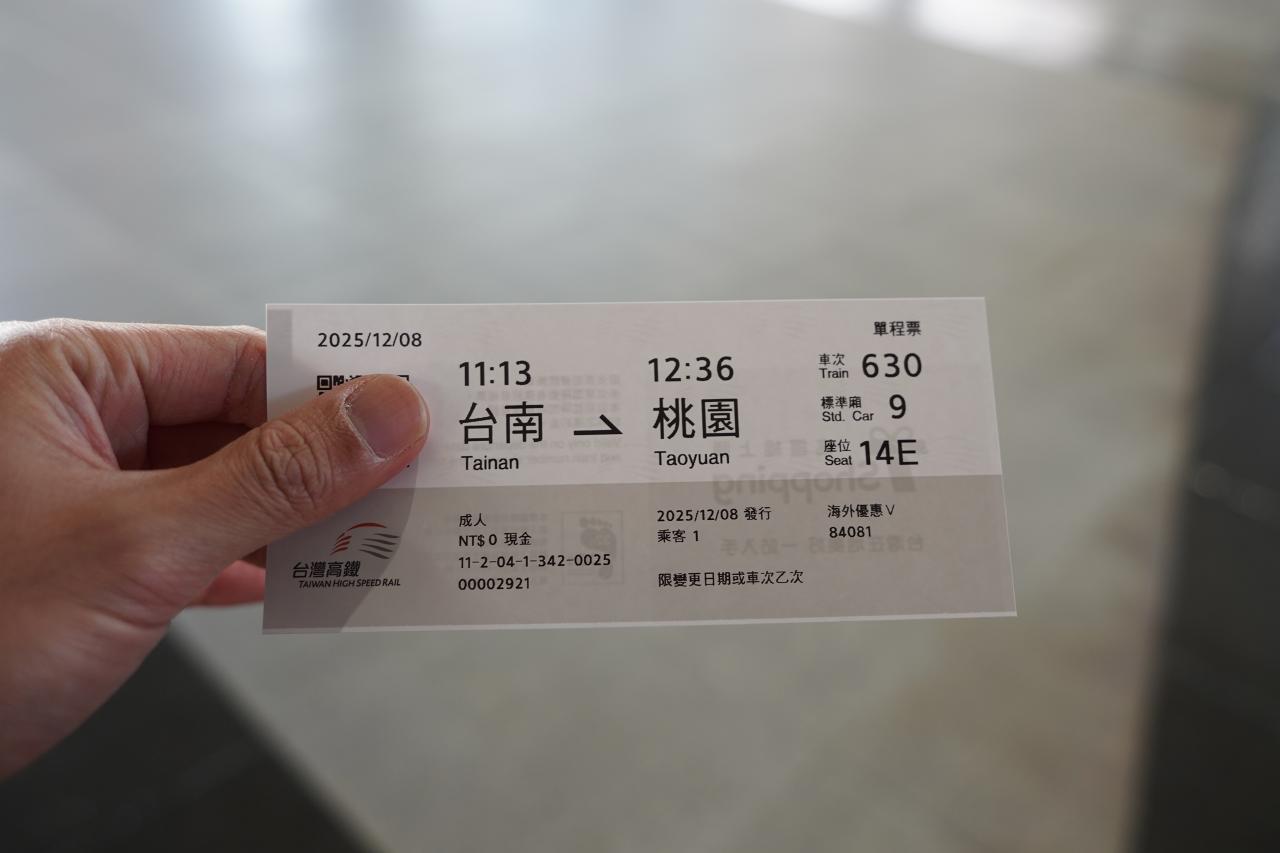 2025/12/08
單程票
11:13
12:36
車次
Train 630
台南
桃園
標準廂
Std. Car 9
Tainan
Taoyuan
座位
Seat 14E
成人
2025/12/08 發行
海外優惠V
NT$ 0 現金
乘客 1
84081
11-2-04-1-342-0025
00002921
限變更日期或車次乙次
台灣高鐵
TAIWAN HIGH SPEED RAIL